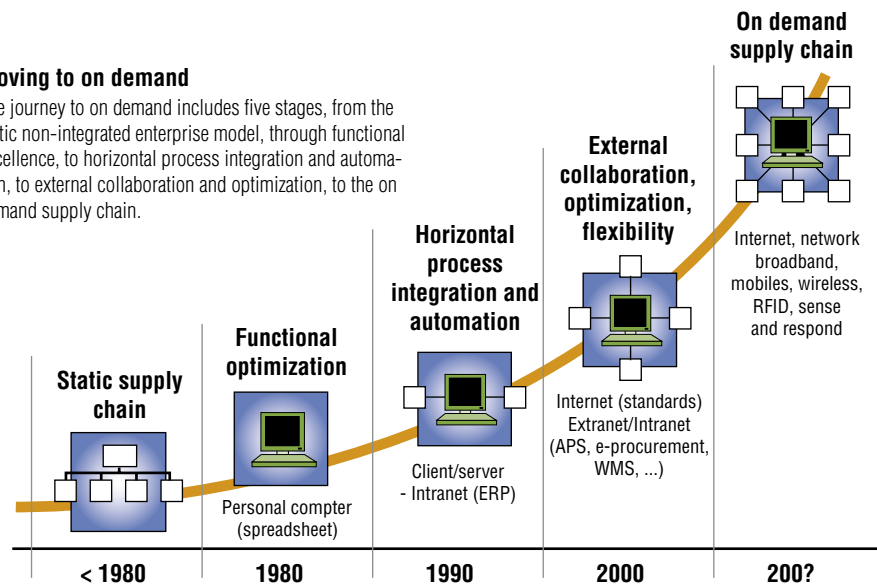 On demand
supply chain
oving to on demand
e journey to on demand includes five stages, from the
tic non-integrated enterprise model, through functional
cellence, to horizontal process integration and automa-
n, to external collaboration and optimization, to the on
mand supply chain.
External
collaboration,
optimization,
flexibility
Internet, network
broadband,
mobiles, wireless,
RFID, sense
and respond
Horizontal
process
integration and
automation
Functional
optimization
Static supply
chain
Internet (standards)
Extranet/Intranet
(APS, e-procurement,
WMS, ...)
Client/server
- Intranet (ERP)
Personal compter
(spreadsheet)
< 1980
1980
1990
2000
200?